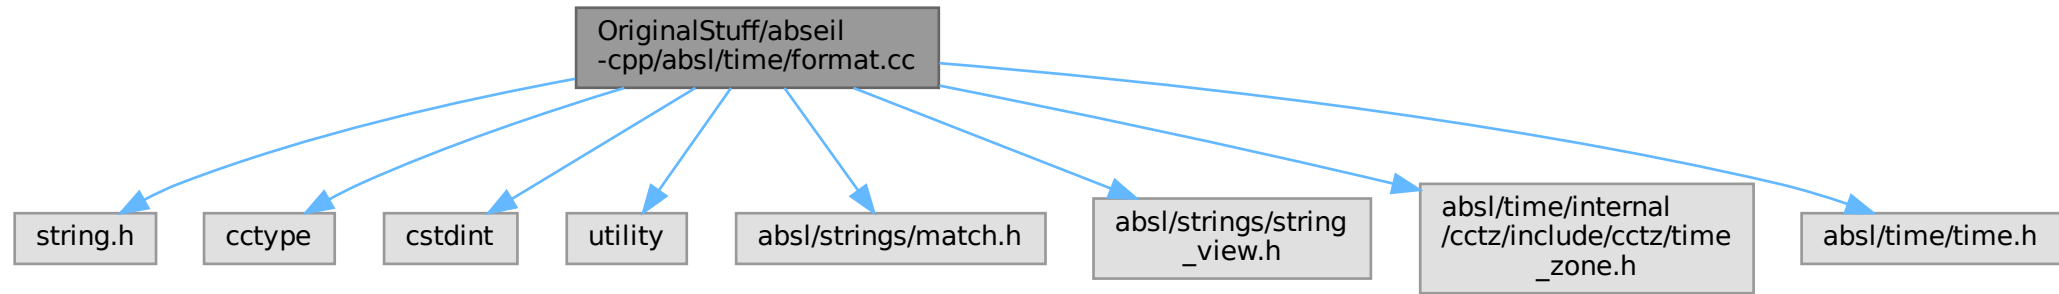 OriginalStuff/abseil
-cpp/absl/time/format.cc
string.h
cctype
cstdint
utility
absl/strings/match.h
absl/strings/string
_view.h
absl/time/internal
/cctz/include/cctz/time
_zone.h
absl/time/time.h